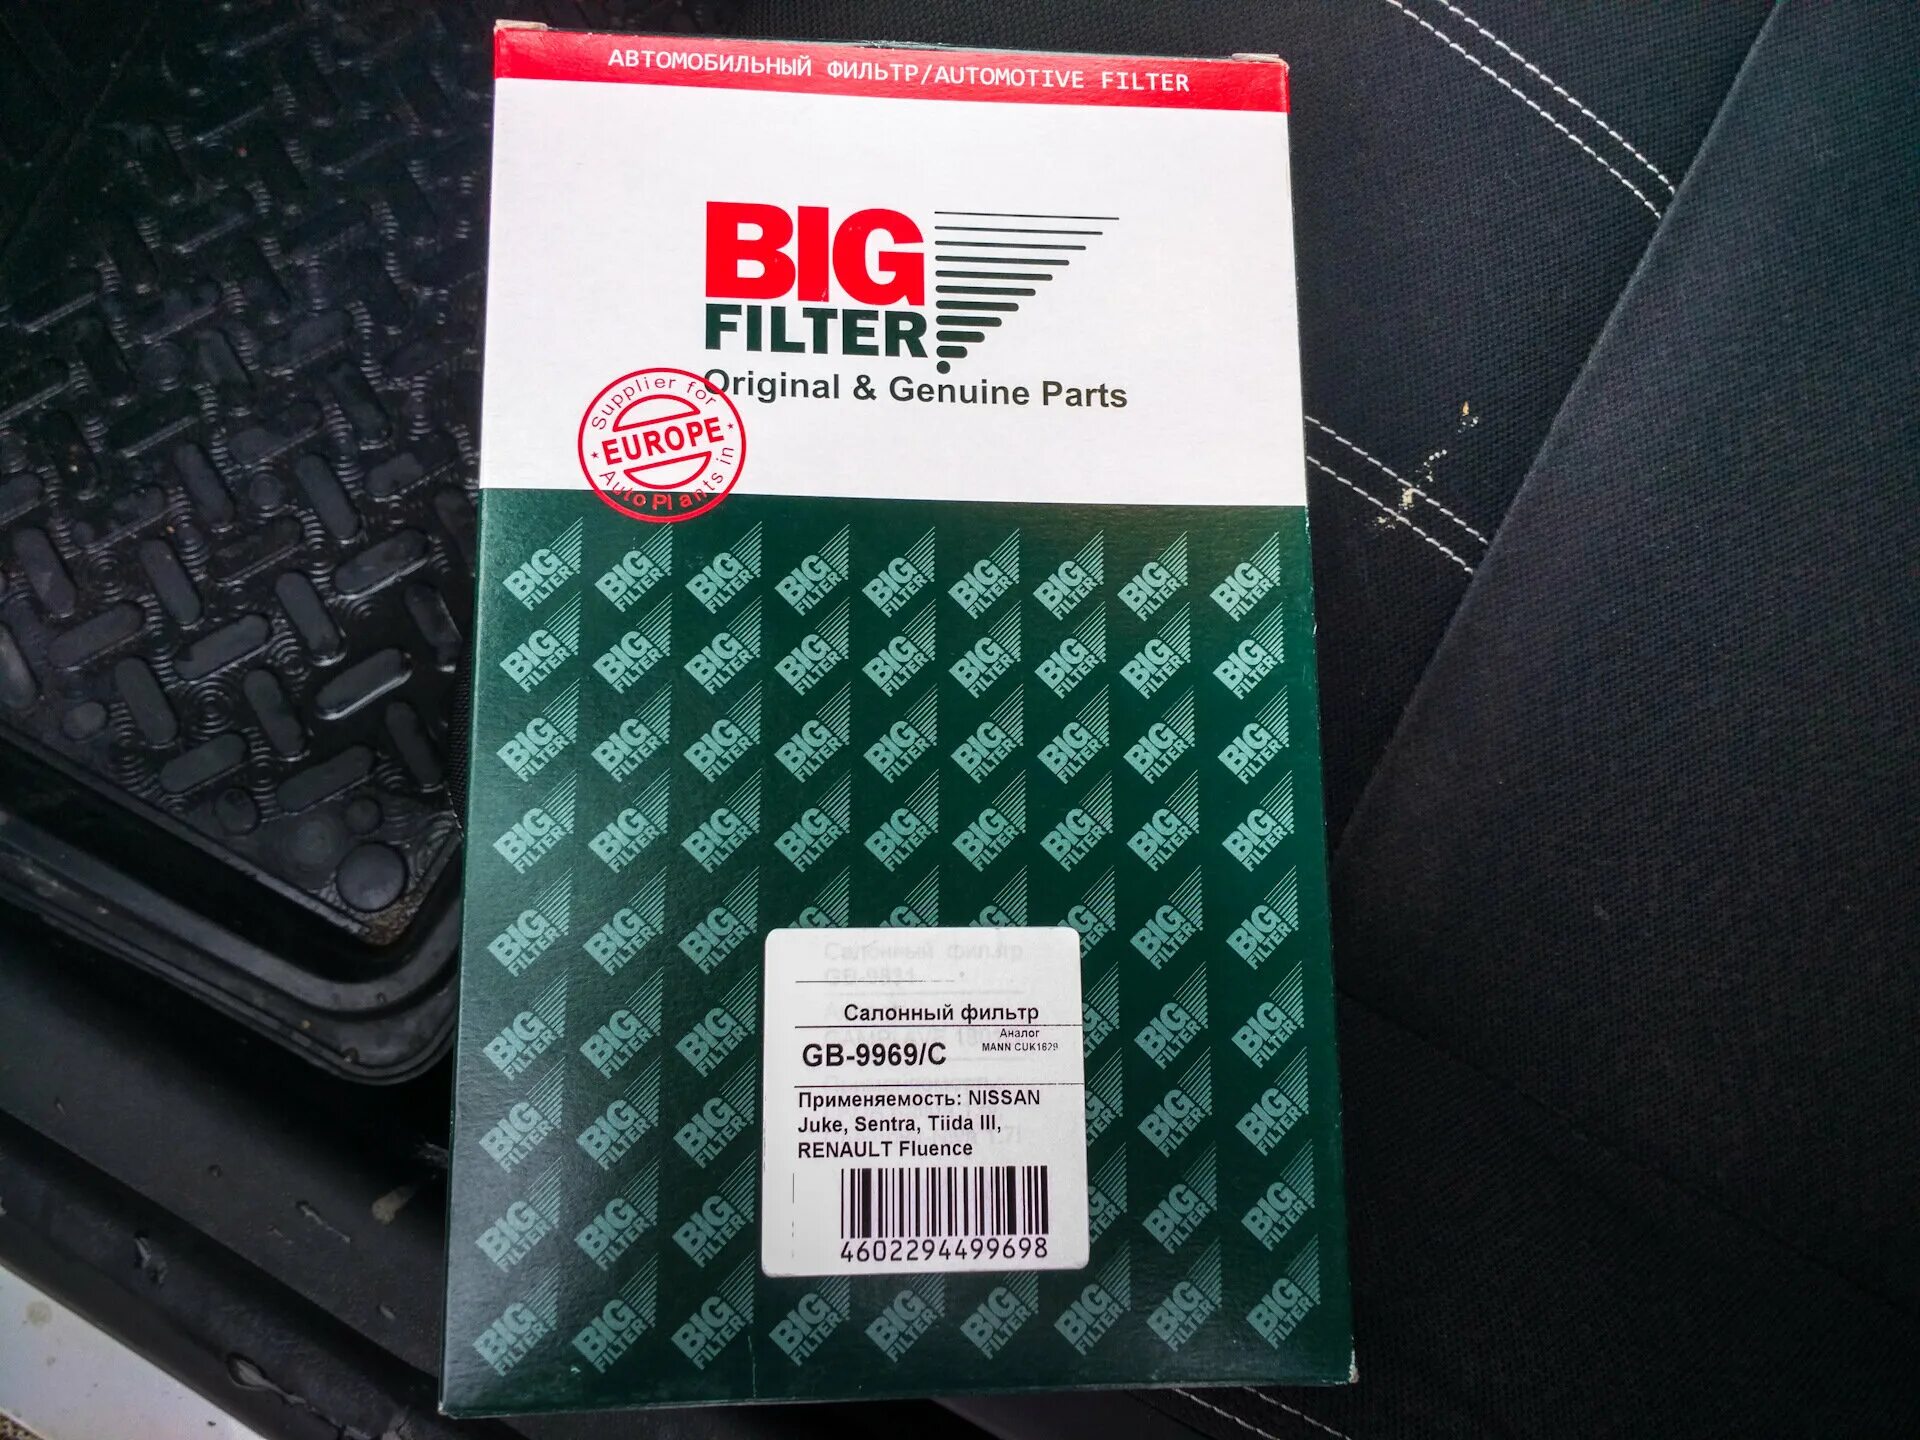 АВТОМОБИЛЬНЫЙ ФИЛЬТР/AUTOMOTIVE FILTER
BIG
FILTER
Original & Genuine Parts
Supplier for
EUROPE
Auto Plants in
Салонный фильтр
Аналог
GB-9969/C MANN CUK1629
Применяемость: NISSAN
Juke, Sentra, Tiida III,
RENAULT Fluence
4602294499698